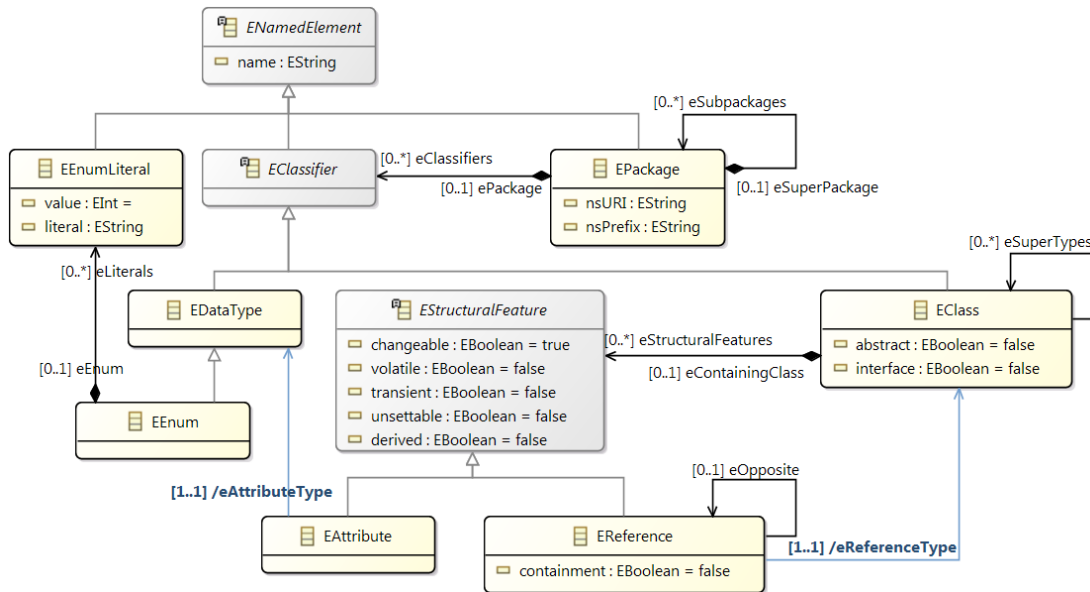 ENamedElement
name : EString
[0..*] eSubpackages
EEnumLiteral
value : EInt =
literal : EString
EClassifier
[0..*] eClassifiers
[0..1] ePackage
EPackage
nsURI : EString
nsPrefix : EString
[0..1] eSuperPackage
[0..*] eSuperTypes
[0..*] eLiterals
EDataType
EStructuralFeature
changeable : EBoolean = true
volatile : EBoolean = false
transient : EBoolean = false
unsettable : EBoolean = false
derived : EBoolean = false
[0..*] eStructuralFeatures
[0..1] eContainingClass
EClass
abstract : EBoolean = false
interface : EBoolean = false
[0..1] eEnum
EEnum
[1..1] /eAttributeType
[0..1] eOpposite
EAttribute
EReference
containment : EBoolean = false
[1..1] /eReferenceType